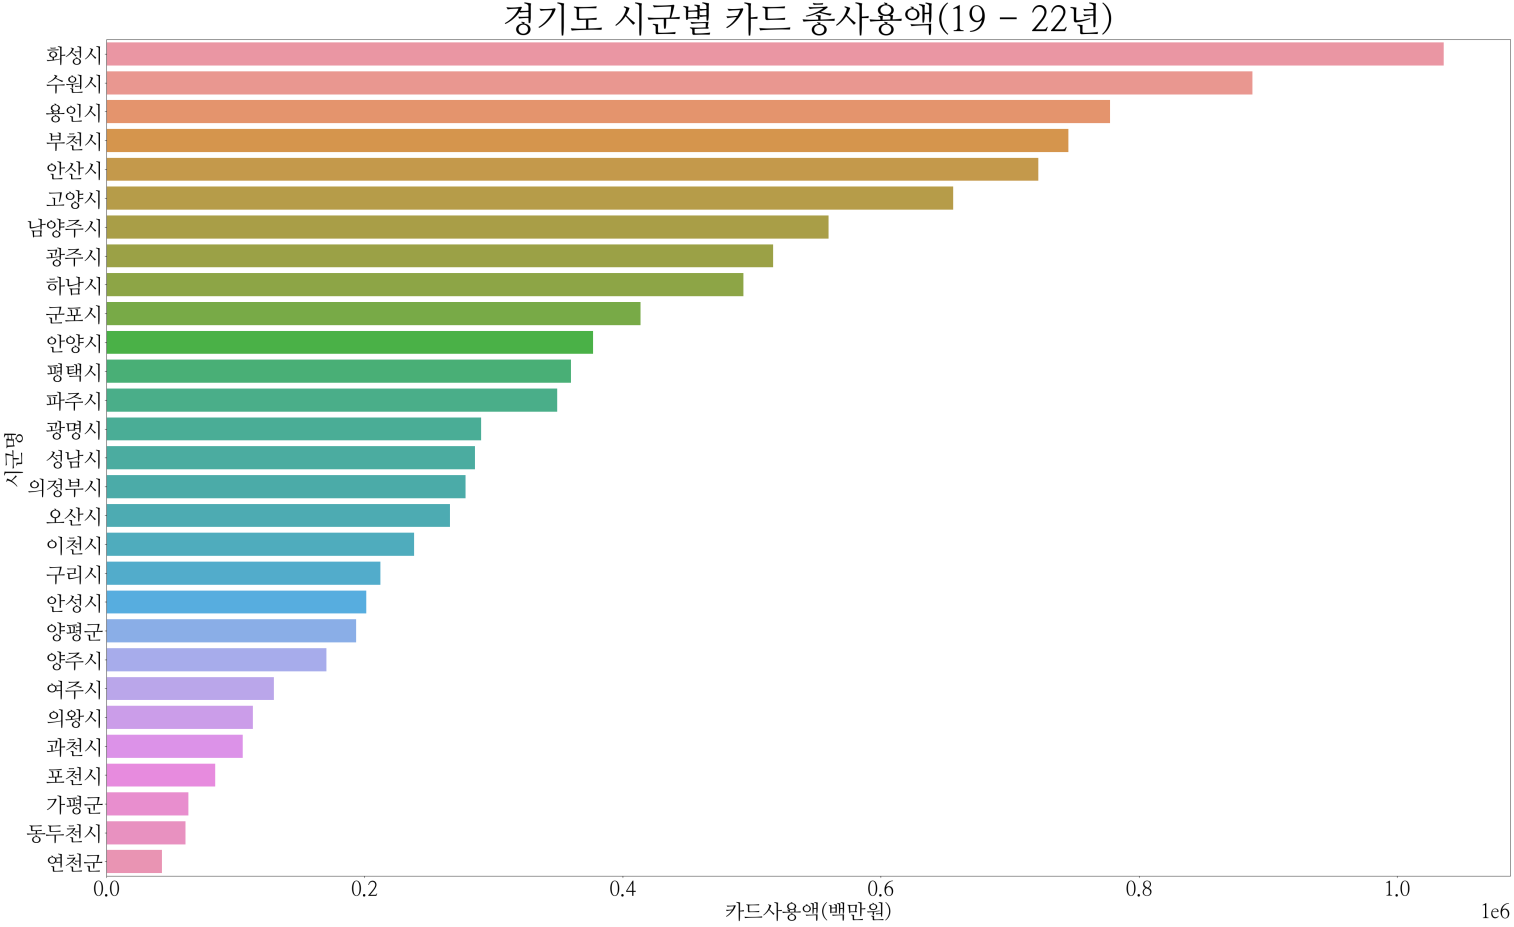 경기도 시군별 카드 총사용액(19 - 22년)
화성시
수원시
용인시
부천시
안산시
고양시
남양주시
광주시
하남시
군포시
안양시
평택시
파주시
광명시
성남시
의정부시
오산시
이천시
구리시
안성시
양평군
양주시
여주시
의왕시
과천시
포천시
가평군
동두천시
연천군
시군명
0.0 0.2 0.4 0.6 0.8 1.0
카드사용액(백만원)
1e6